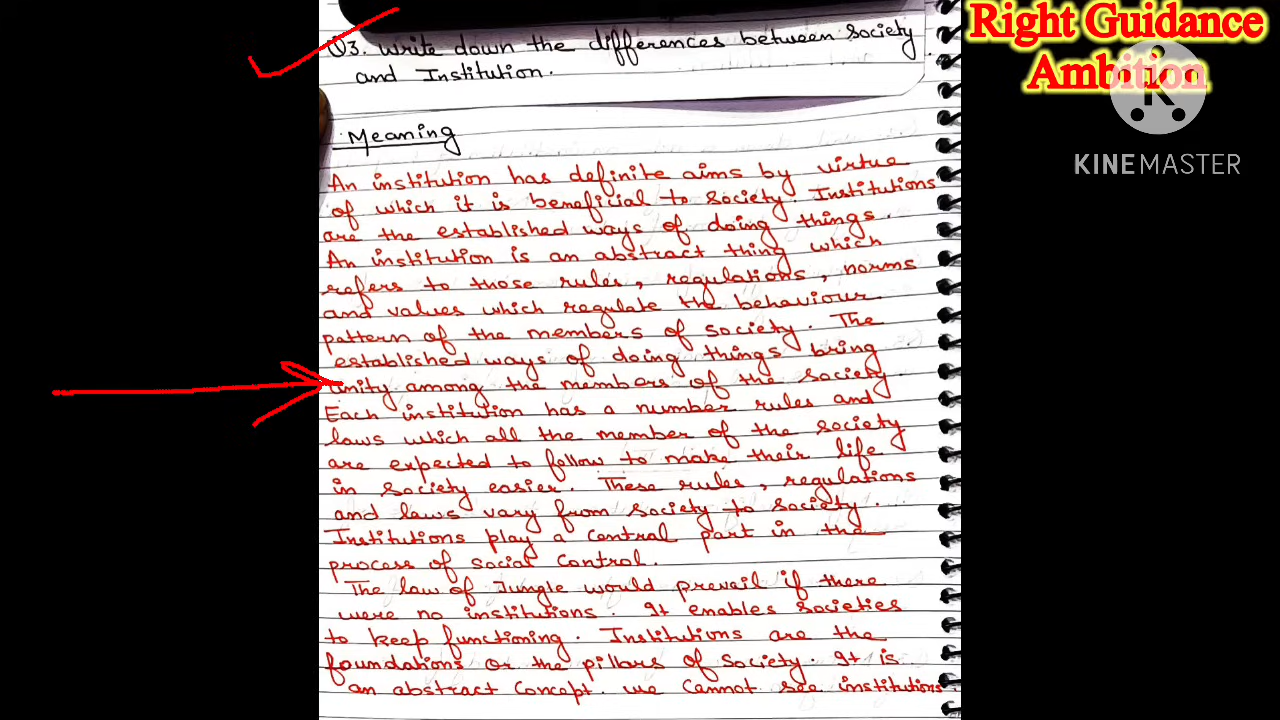 Right Guidance
Ambition
KINEMASTER
Q3. Write down the differences between Society
and Institution.
Meaning
An institution has definite aims by virtue
of which it is beneficial to society. Institutions
are the established ways of doing things.
An institution is an abstract thing which
refers to those rules, regulations, norms
and values which regulate the behaviour
pattern of the members of society. The
established ways of doing things bring
unity among the members of the society.
Each institution has a number rules and
laws which all the member of the society
are expected to follow to make their life
in society easier. These rules, regulations
and laws vary from society to society.
Institutions play a central part in the
process of social control.
The law of Jungle would prevail if there
were no institutions. It enables societies
to keep functioning. Institutions are the
foundations or the pillars of society. It is
an abstract concept. We cannot see institutions.